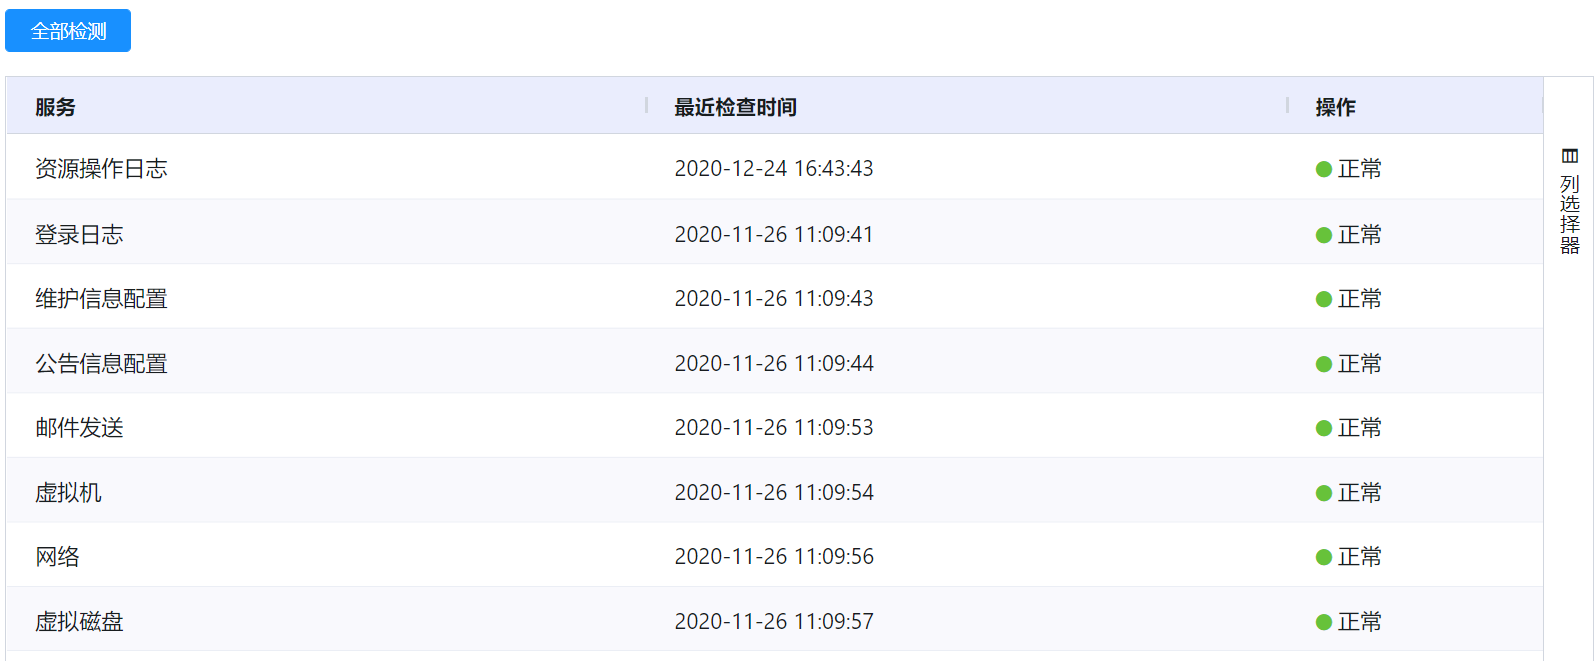 全部检测
服务 最近检查时间 操作
资源操作日志 2020-12-24 16:43:43 正常
登录日志 2020-11-26 11:09:41 正常
维护信息配置 2020-11-26 11:09:43 正常
公告信息配置 2020-11-26 11:09:44 正常
邮件发送 2020-11-26 11:09:53 正常
虚拟机 2020-11-26 11:09:54 正常
网络 2020-11-26 11:09:56 正常
虚拟磁盘 2020-11-26 11:09:57 正常
列选择器